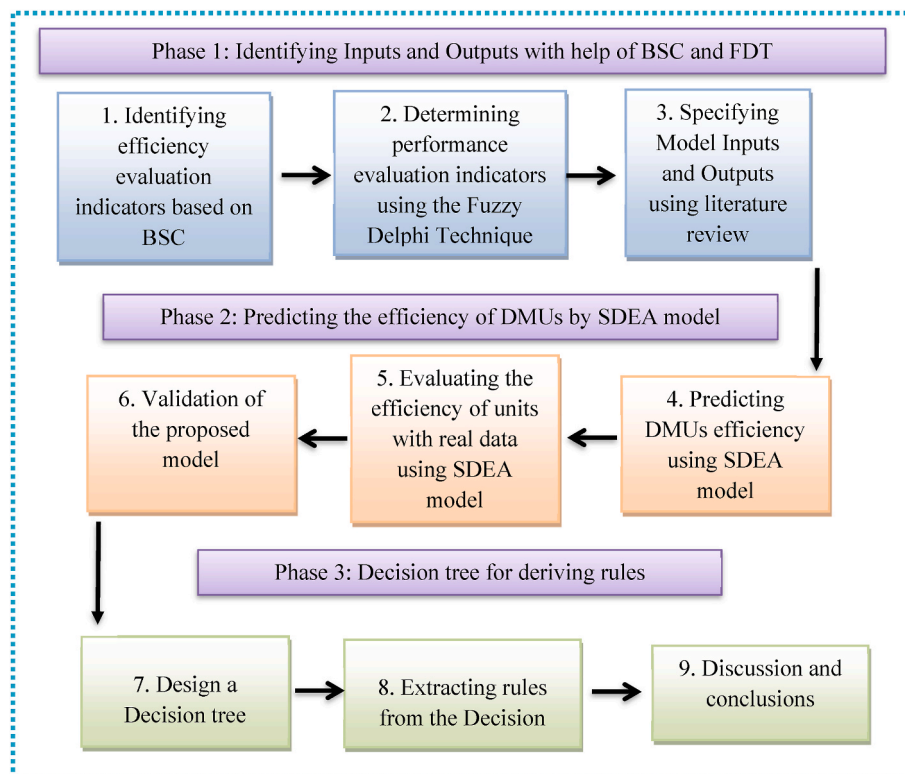 Phase 1: Identifying Inputs and Outputs with help of BSC and FDT
1. Identifying
efficiency
evaluation
indicators based on
BSC
2. Determining
performance
evaluation indicators
using the Fuzzy
Delphi Technique
3. Specifying
Model Inputs
and Outputs
using literature
review
Phase 2: Predicting the efficiency of DMUs by SDEA model
4. Predicting
DMUs efficiency
using SDEA
model
5. Evaluating the
efficiency of units
with real data
using SDEA
model
6. Validation of
the proposed
model
Phase 3: Decision tree for deriving rules
7. Design a
Decision tree
8. Extracting rules
from the Decision
9. Discussion and
conclusions